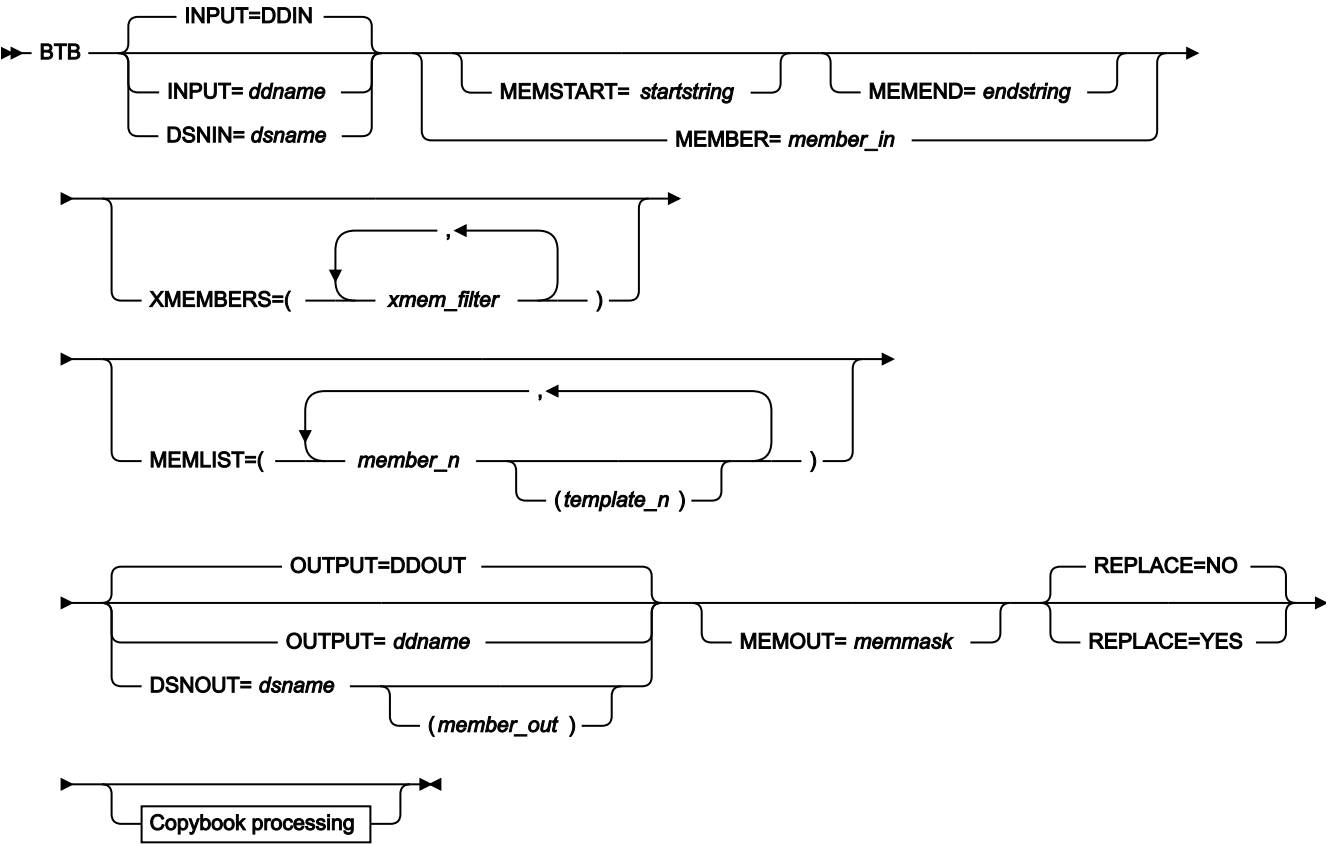 INPUT=DDIN
BTB
INPUT= ddname
DSNIN= dsname
MEMSTART= startstring
MEMEND= endstring
MEMBER= member_in
,
XMEMBERS=( xmem_filter )
,
MEMLIST=( member_n )
(template_n )
OUTPUT=DDOUT
OUTPUT= ddname
DSNOUT= dsname
(member_out )
MEMOUT= memmask
REPLACE=NO
REPLACE=YES
Copybook processing